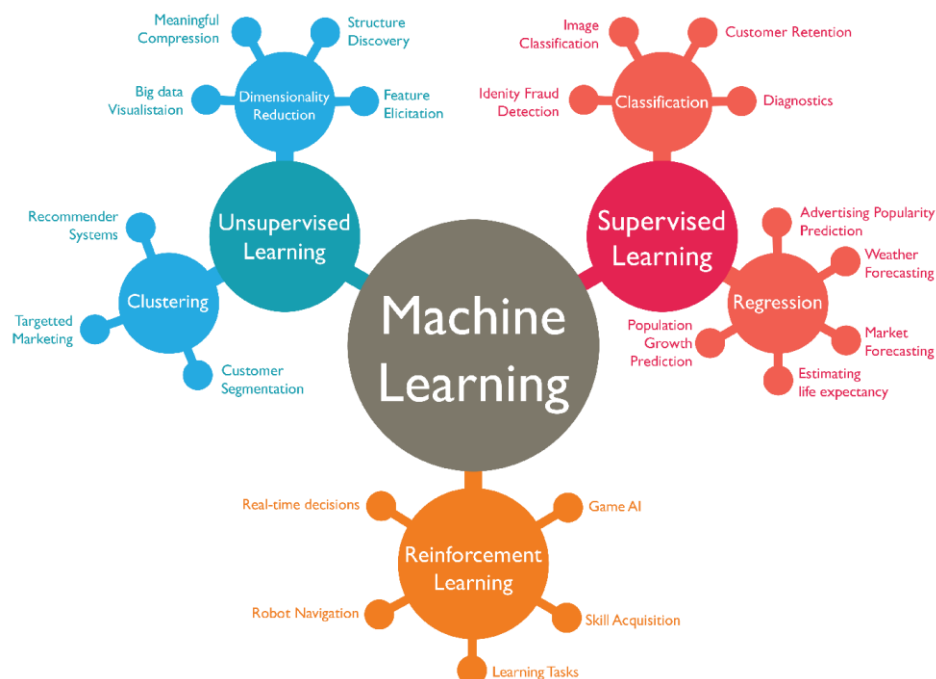 Meaningful
Compression
Structure
Discovery
Big data
Visualistaion
Dimensionality
Reduction
Feature
Elicitation
Image
Classification
Customer Retention
Idenity Fraud
Detection
Classification
Diagnostics
Unsupervised
Learning
Supervised
Learning
Recommender
Systems
Clustering
Targetted
Marketing
Customer
Segmentation
Machine
Learning
Advertising Popularity
Prediction
Weather
Forecasting
Regression
Population
Growth
Prediction
Market
Forecasting
Estimating
life expectancy
Real-time decisions
Game AI
Reinforcement
Learning
Robot Navigation
Skill Acquisition
Learning Tasks